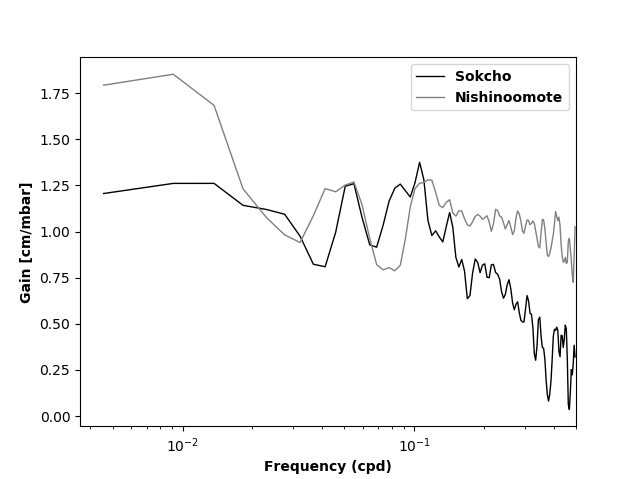 Sokcho
Nishinoomote
1.75
1.50
1.25
1.00
0.75
0.50
0.25
0.00
Gain [cm/mbar]
10⁻²
10⁻¹
Frequency (cpd)